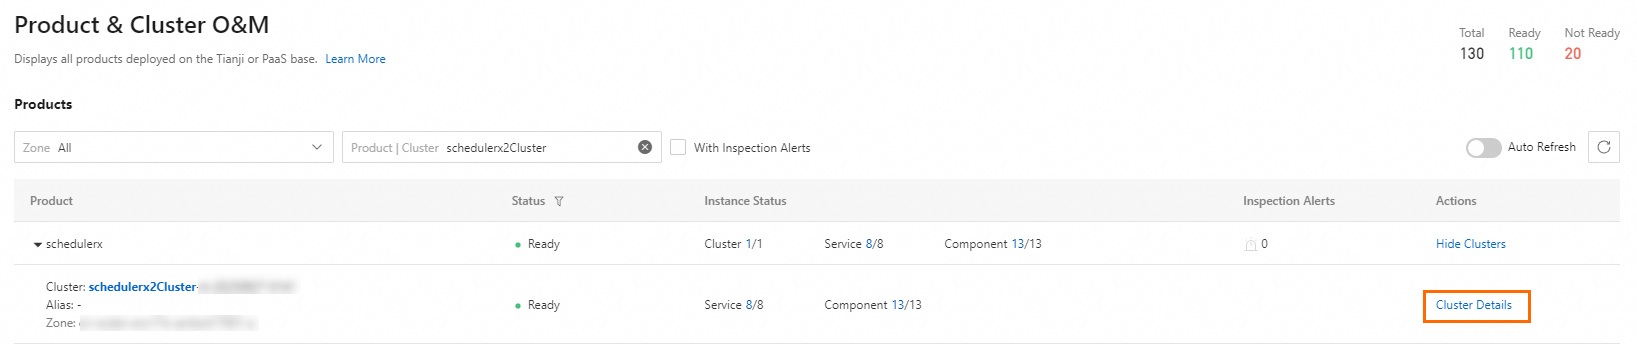 Product & Cluster O&M
Total Ready Not Ready
130 110 20
Displays all products deployed on the Tianji or PaaS base. Learn More
Products
Zone All Product | Cluster schedulerx2Cluster With Inspection Alerts Auto Refresh
Product Status Instance Status Inspection Alerts Actions
schedulerx Ready Cluster 1/1 Service 8/8 Component 13/13 0 Hide Clusters
Cluster: schedulerx2Cluster-
Alias: - Ready Service 8/8 Component 13/13 Cluster Details
Zone: